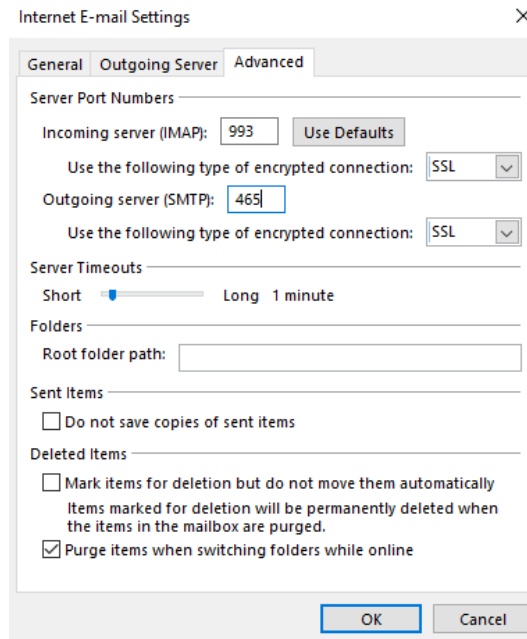 Internet E-mail Settings
General Outgoing Server Advanced
Server Port Numbers
Incoming server (IMAP): 993 Use Defaults
Use the following type of encrypted connection: SSL
Outgoing server (SMTP): 465
Use the following type of encrypted connection: SSL
Server Timeouts
Short Long 1 minute
Folders
Root folder path:
Sent Items
Do not save copies of sent items
Deleted Items
Mark items for deletion but do not move them automatically
Items marked for deletion will be permanently deleted when
the items in the mailbox are purged.
Purge items when switching folders while online
OK Cancel